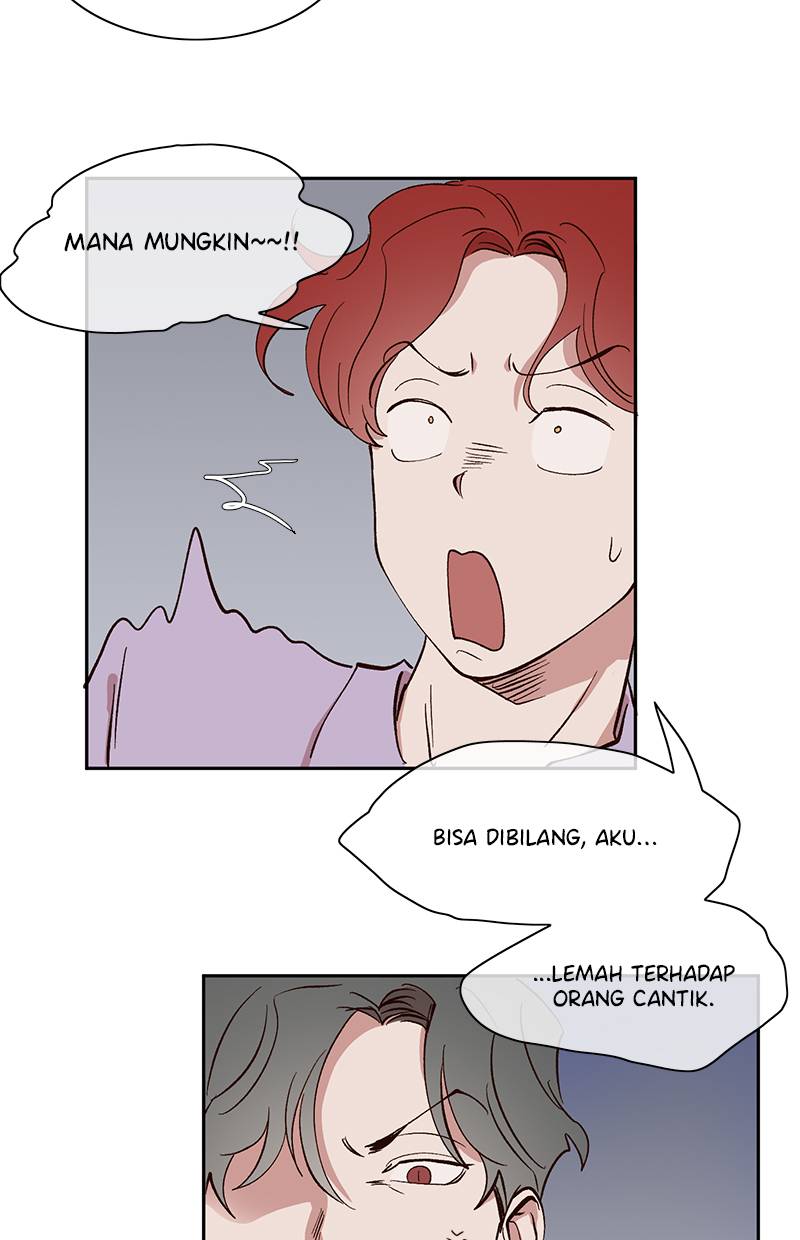 MANA MUNGKIN~~!!
BISA DIBILANG, AKU...
...LEMAH TERHADAP
ORANG CANTIK.